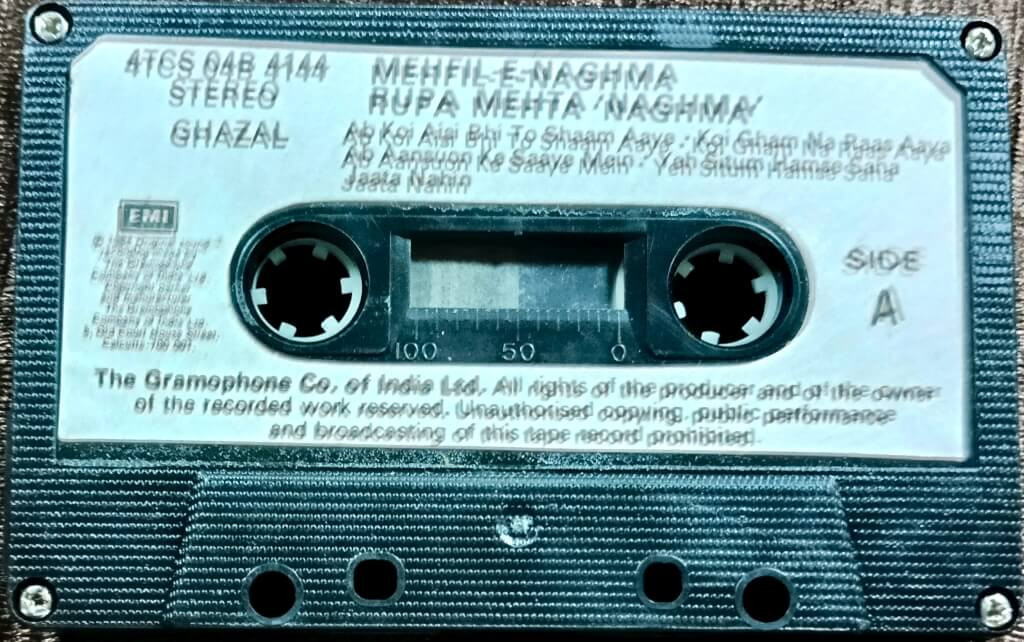 4TCS 04B 4144
STEREO
GHAZAL
MEHFIL-E-NAGHMA
RUPA MEHTA 'NAGHMA'
Ab Koi Aisi Bhi To Shaam Aaye · Koi Gham Na Raas Aaya
Ab Aansuon Ke Saaye Mein · Yeh Situm Hamse Saha
Jaata Nahin
EMI
SIDE
A
100 50 0
The Gramophone Co. of India Ltd. All rights of the producer and of the owner
of the recorded work reserved. Unauthorised copying, public performance
and broadcasting of this tape record prohibited.